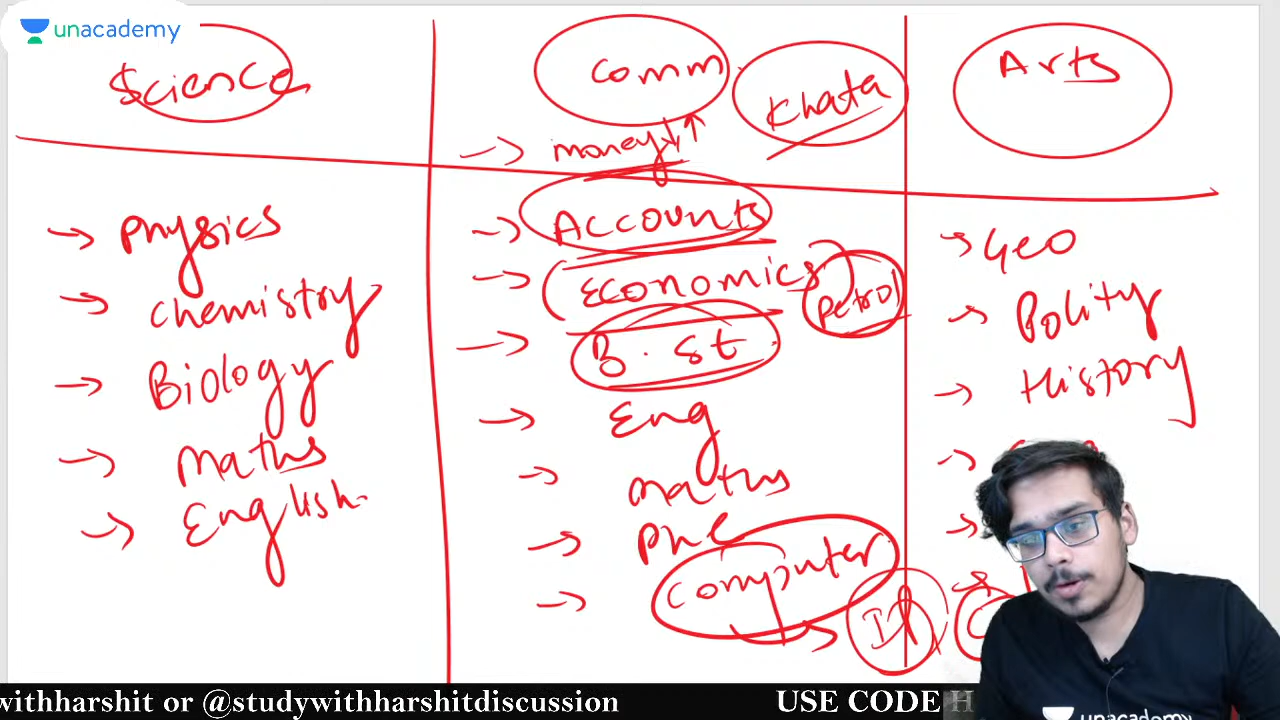 unacademy
Science
Comm
Khata
Arts
→ money ↓↑
→ Physics
→ Chemistry
→ Biology
→ Maths
→ English
→ Accounts
→ (Economics)
Petrol
→ B. St
→ Eng
→ Maths
→ Phe
→ Computer
→ IP
→ Geo
→ Polity
→ History
withharshit or @studywithharshitdiscussion
USE CODE H
unacademy